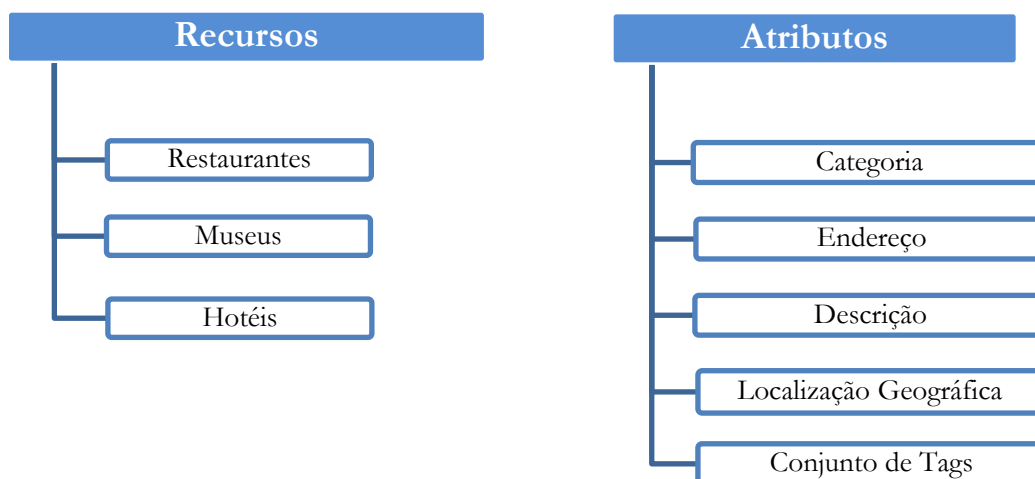 Recursos
Restaurantes
Museus
Hotéis
Atributos
Categoria
Endereço
Descrição
Localização Geográfica
Conjunto de Tags